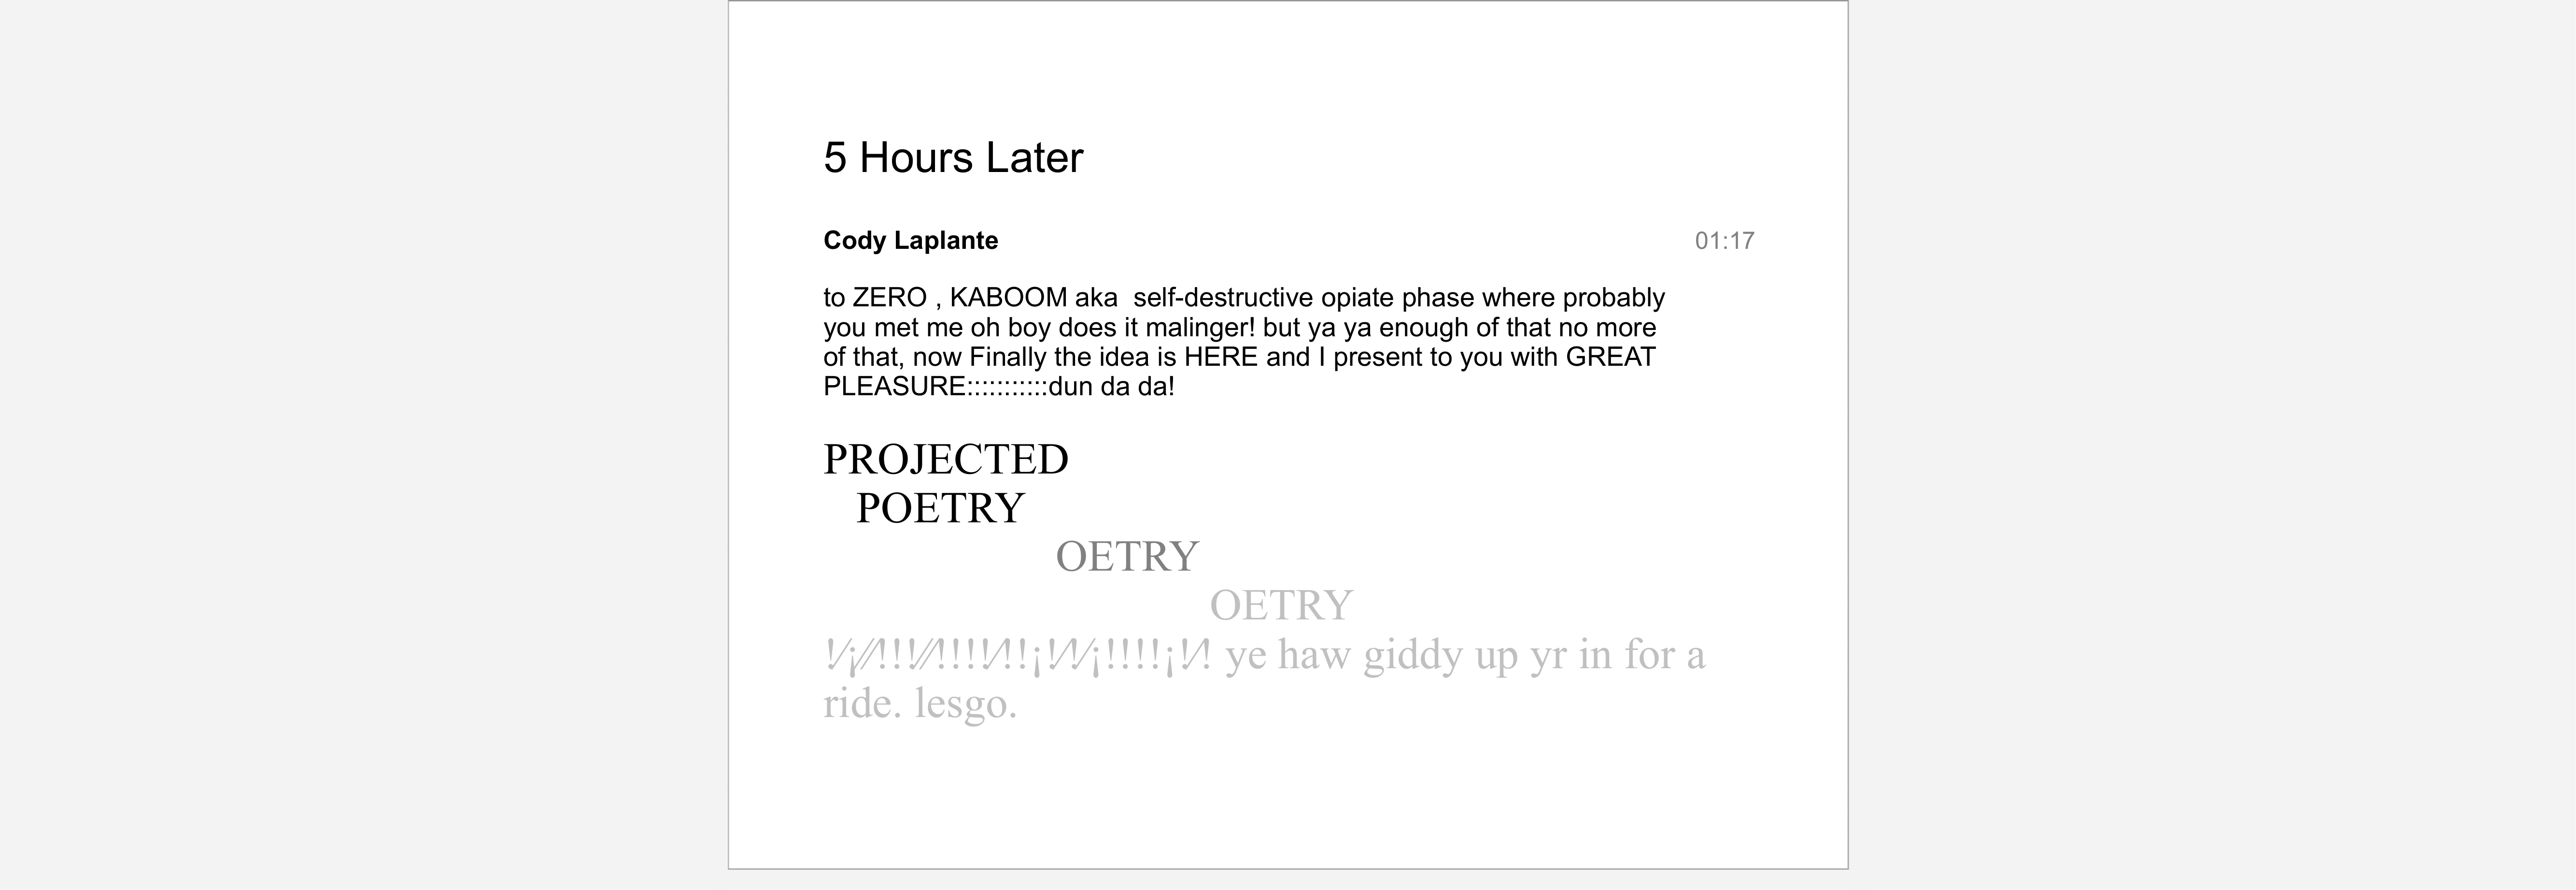 5 Hours Later
Cody Laplante 01:17
to ZERO , KABOOM aka  self-destructive opiate phase where probably
you met me oh boy does it malinger! but ya ya enough of that no more
of that, now Finally the idea is HERE and I present to you with GREAT
PLEASURE:::::::::::dun da da!
PROJECTED
POETRY
OETRY
OETRY
!⁄¡⁄⁄!!!⁄⁄!!!!⁄!!¡!⁄!⁄⁄¡!!!!¡!⁄! ye haw giddy up yr in for a
ride. lesgo.